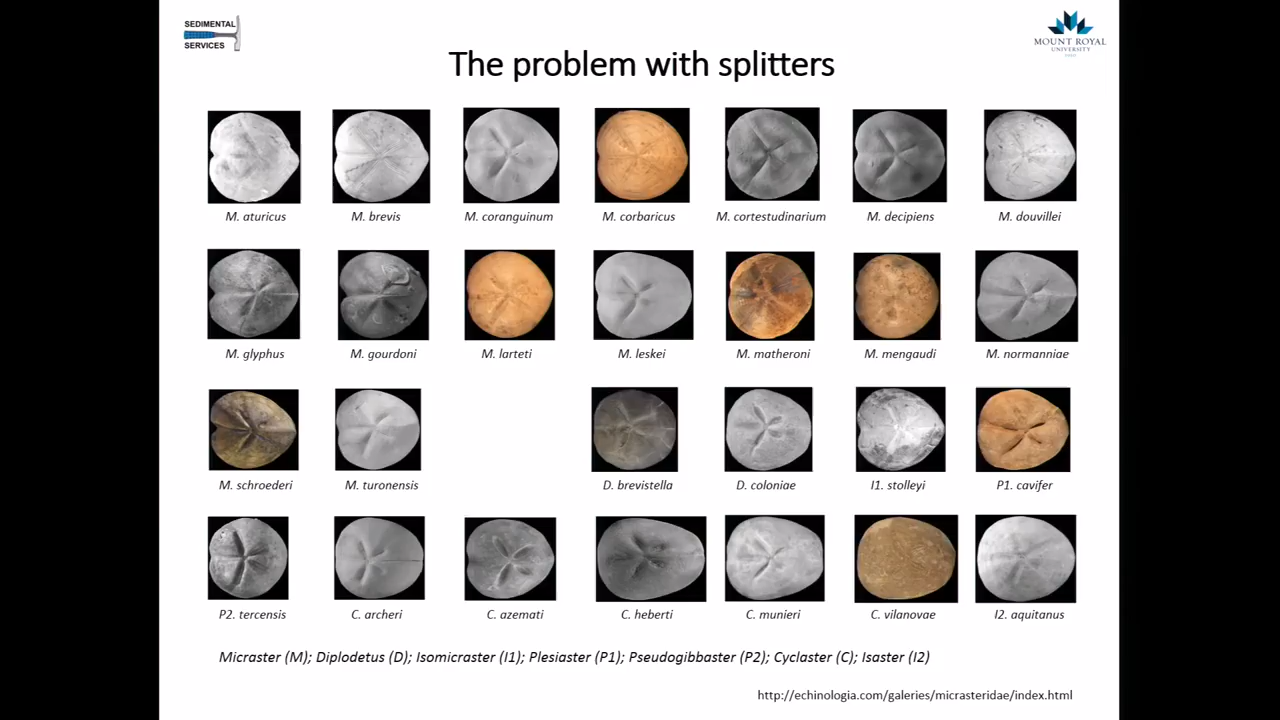 SEDIMENTAL
SERVICES
MOUNT ROYAL
UNIVERSITY
The problem with splitters
M. aturicus M. brevis M. coranguinum M. corbaricus M. cortestudinarium M. decipiens M. douvillei
M. glyphus M. gourdoni M. larteti M. leskei M. matheroni M. mengaudi M. normanniae
M. schroederi M. turonensis D. brevistella D. coloniae I1. stolleyi P1. cavifer
P2. tercensis C. archeri C. azemati C. heberti C. munieri C. vilanovae I2. aquitanus
Micraster (M); Diplodetus (D); Isomicraster (I1); Plesiaster (P1); Pseudogibbaster (P2); Cyclaster (C); Isaster (I2)
http://echinologia.com/galeries/micrasteridae/index.html